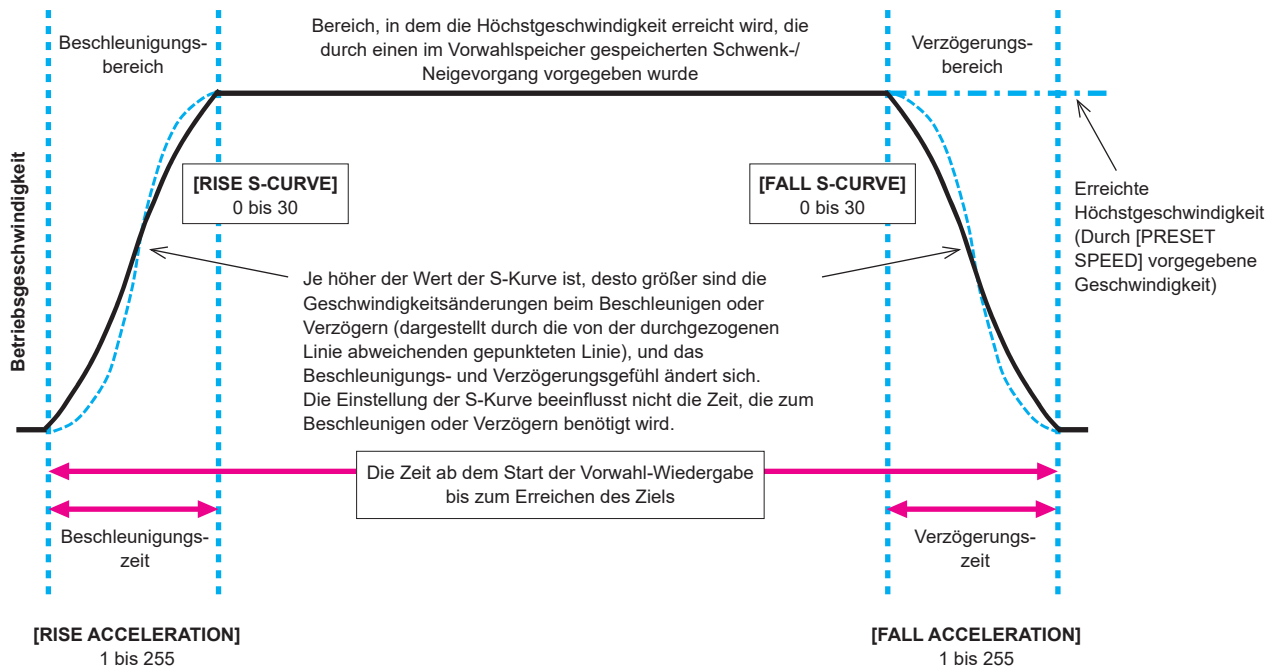 Beschleunigungs-
bereich
Bereich, in dem die Höchstgeschwindigkeit erreicht wird, die
durch einen im Vorwahlspeicher gespeicherten Schwenk-/
Neigevorgang vorgegeben wurde
Verzögerungs-
bereich
Betriebsgeschwindigkeit
[RISE S-CURVE]
0 bis 30
[FALL S-CURVE]
0 bis 30
Erreichte
Höchstgeschwindigkeit
(Durch [PRESET
SPEED] vorgegebene
Geschwindigkeit)
Je höher der Wert der S-Kurve ist, desto größer sind die
Geschwindigkeitsänderungen beim Beschleunigen oder
Verzögern (dargestellt durch die von der durchgezogenen
Linie abweichenden gepunkteten Linie), und das
Beschleunigungs- und Verzögerungsgefühl ändert sich.
Die Einstellung der S-Kurve beeinflusst nicht die Zeit, die zum
Beschleunigen oder Verzögern benötigt wird.
Die Zeit ab dem Start der Vorwahl-Wiedergabe
bis zum Erreichen des Ziels
Beschleunigungs-
zeit
Verzögerungs-
zeit
[RISE ACCELERATION]
1 bis 255
[FALL ACCELERATION]
1 bis 255